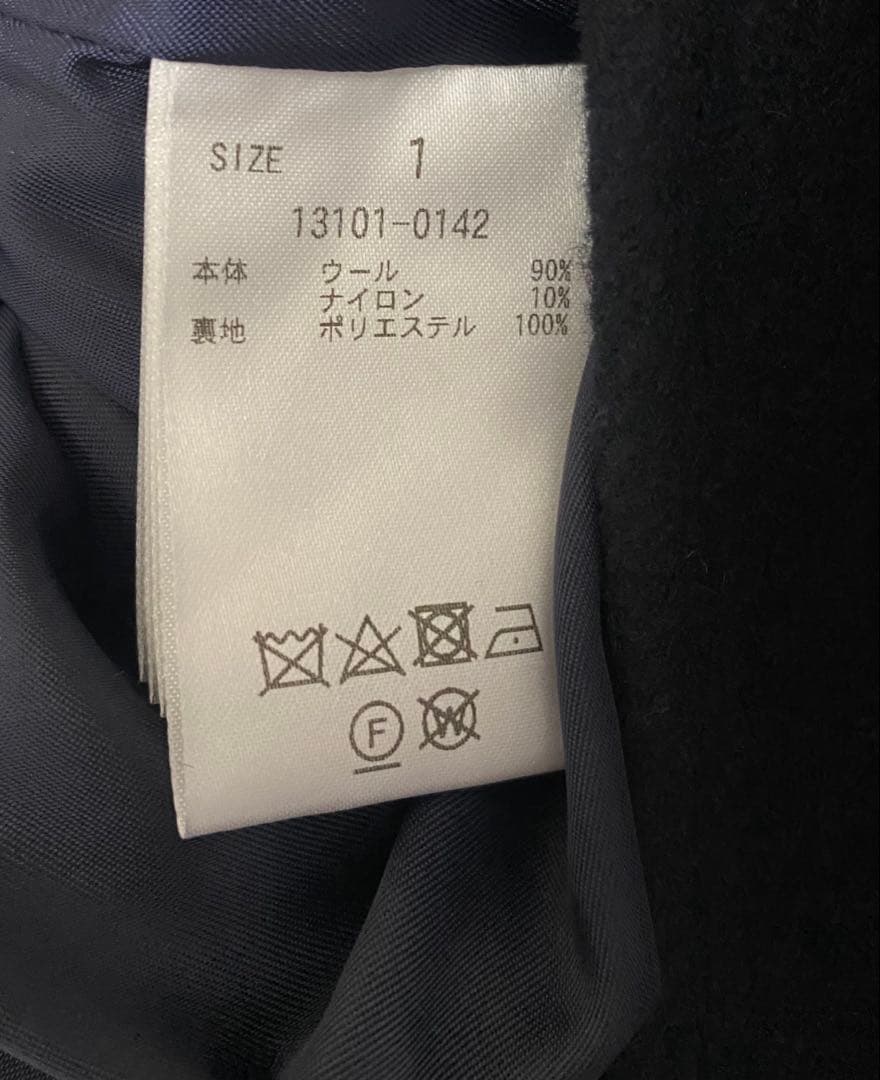 SIZE 1
13101-0142
本体 ウール 90%
ナイロン 10%
裏地 ポリエステル 100%
F W